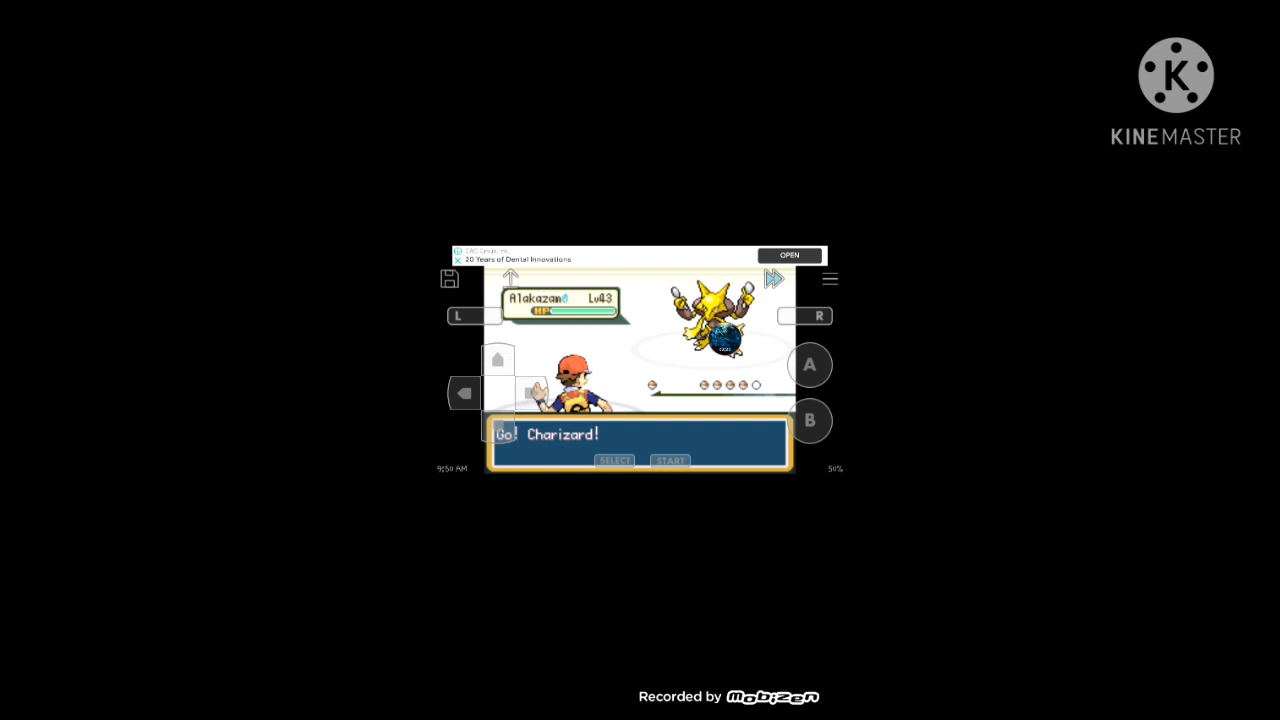 K
KINEMASTER
20 Years of Dental Innovations
OPEN
Alakazam♂ Lv43
HP
L
R
A
B
Go! Charizard!
SELECT
START
9:50 AM
50%
Recorded by mobizen